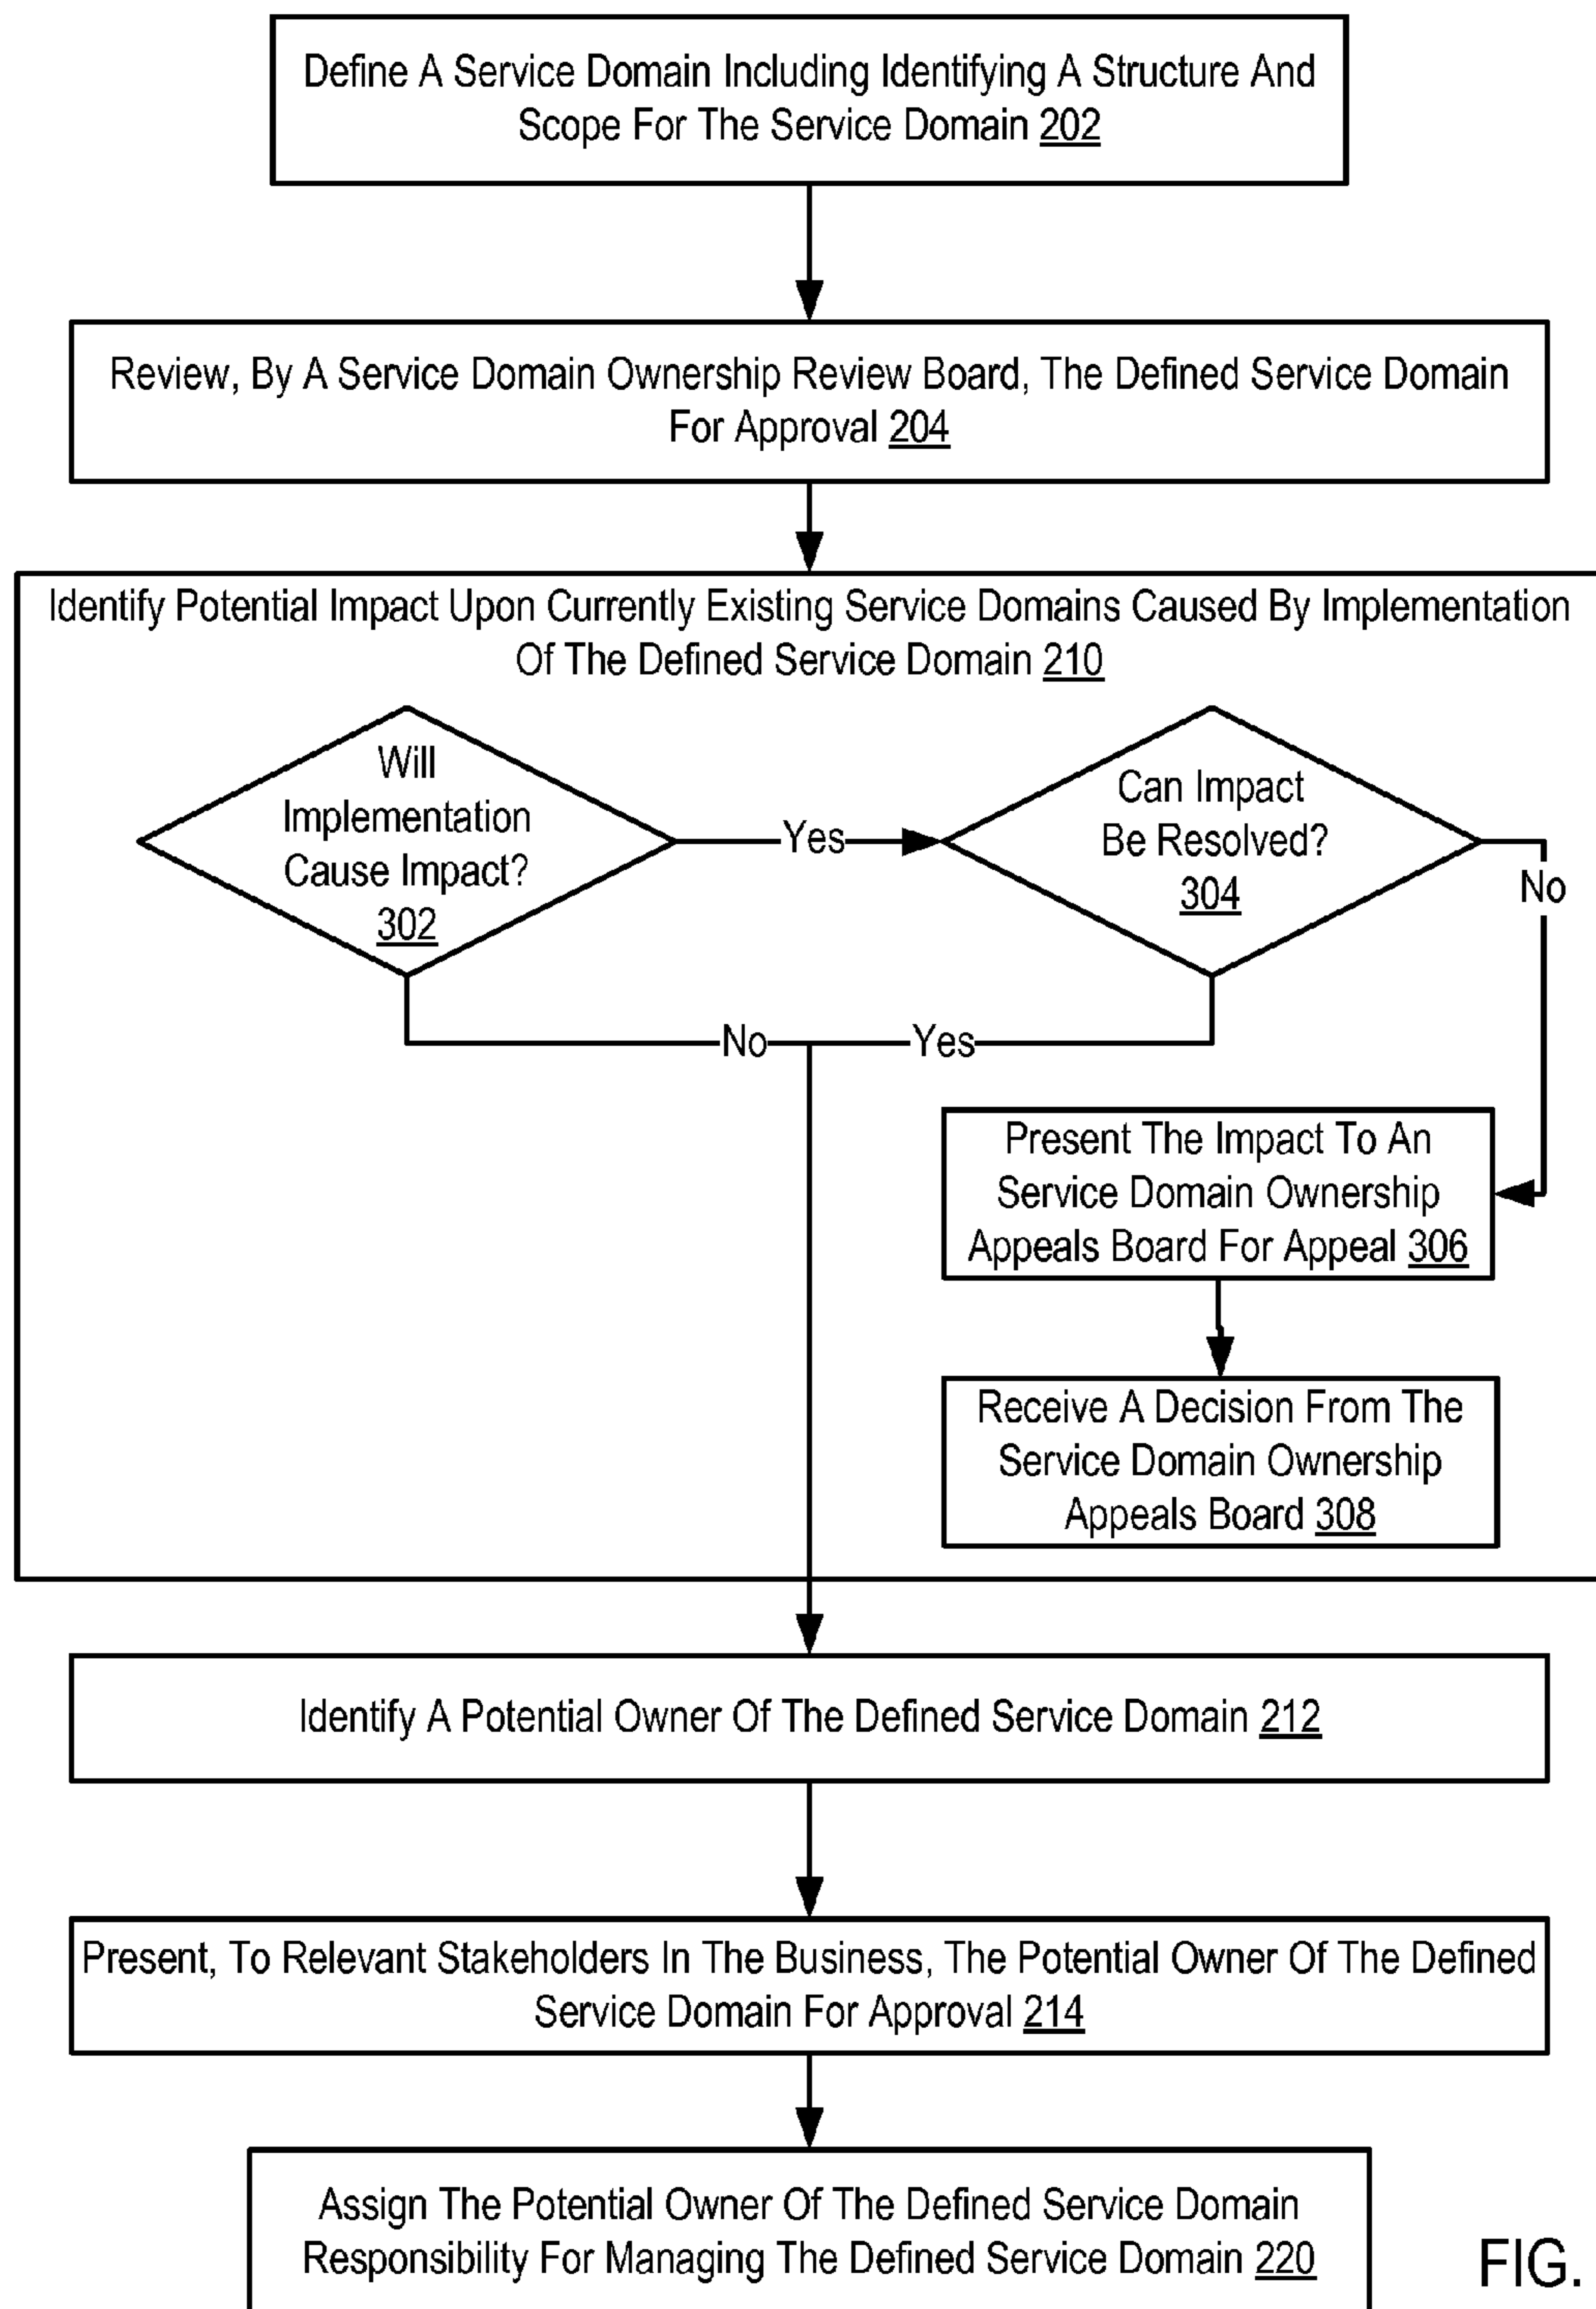 Define A Service Domain Including Identifying A Structure And
Scope For The Service Domain 202
Review, By A Service Domain Ownership Review Board, The Defined Service Domain
For Approval 204
Identify Potential Impact Upon Currently Existing Service Domains Caused By Implementation
Of The Defined Service Domain 210
Will
Implementation
Cause Impact?
302
Yes
Can Impact
Be Resolved?
304
No
No
Yes
Present The Impact To An
Service Domain Ownership
Appeals Board For Appeal 306
Receive A Decision From The
Service Domain Ownership
Appeals Board 308
Identify A Potential Owner Of The Defined Service Domain 212
Present, To Relevant Stakeholders In The Business, The Potential Owner Of The Defined
Service Domain For Approval 214
Assign The Potential Owner Of The Defined Service Domain
Responsibility For Managing The Defined Service Domain 220
FIG.